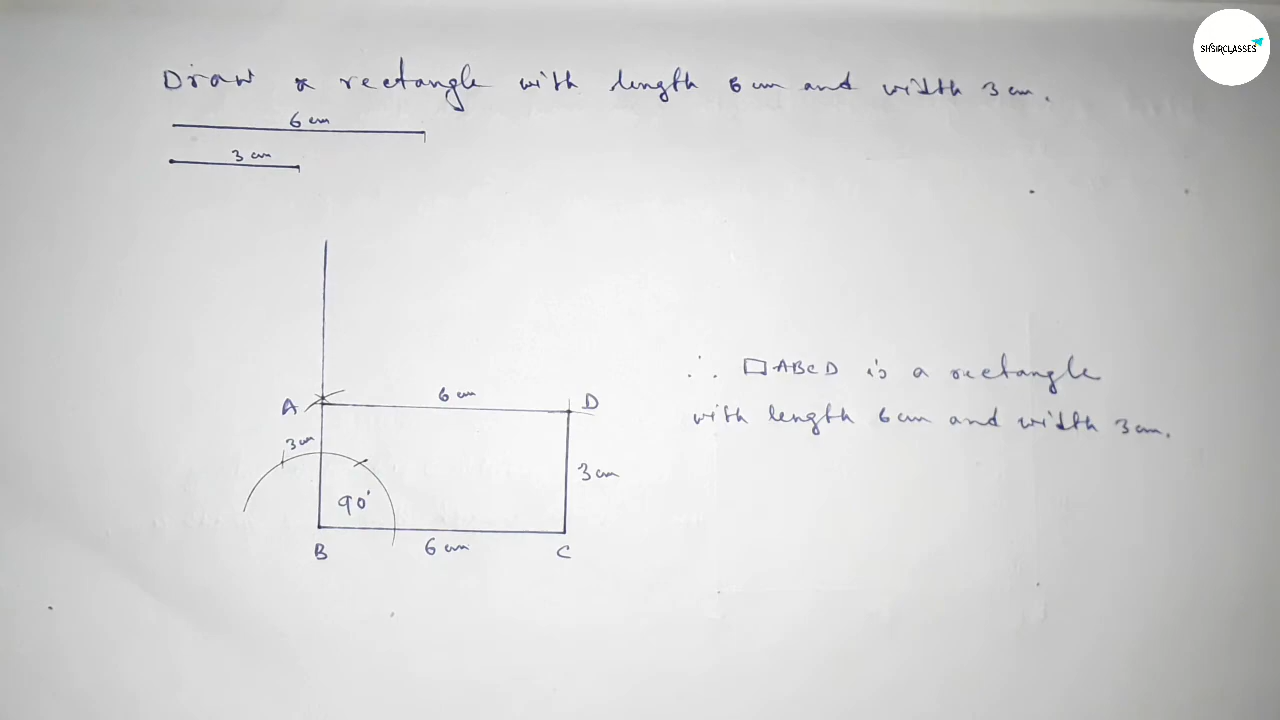 SHSIRCLASSES
Draw a rectangle with length 6 cm and width 3 cm.
6 cm
3 cm
A
6 cm
D
3 cm
3 cm
90°
B
6 cm
C
∴ □ABCD is a rectangle
with length 6 cm and width 3 cm.